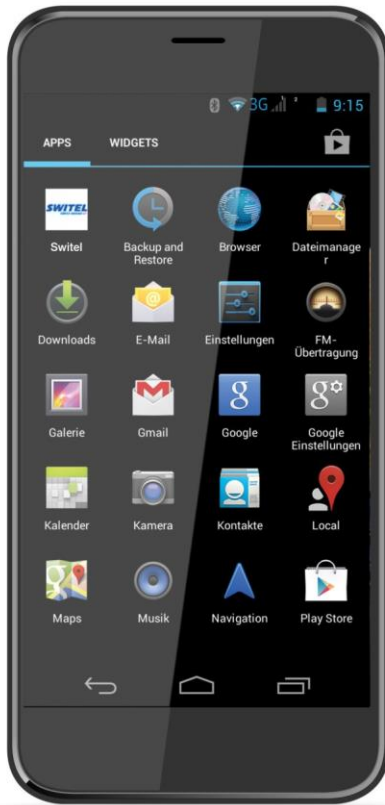 3G 9:15
APPS WIDGETS
SWITEL
Switel Backup and Restore Browser Dateimanage
r
Downloads E-Mail Einstellungen FM-
Übertragung
Galerie Gmail Google Google
Einstellungen
Kalender Kamera Kontakte Local
Maps Musik Navigation Play Store